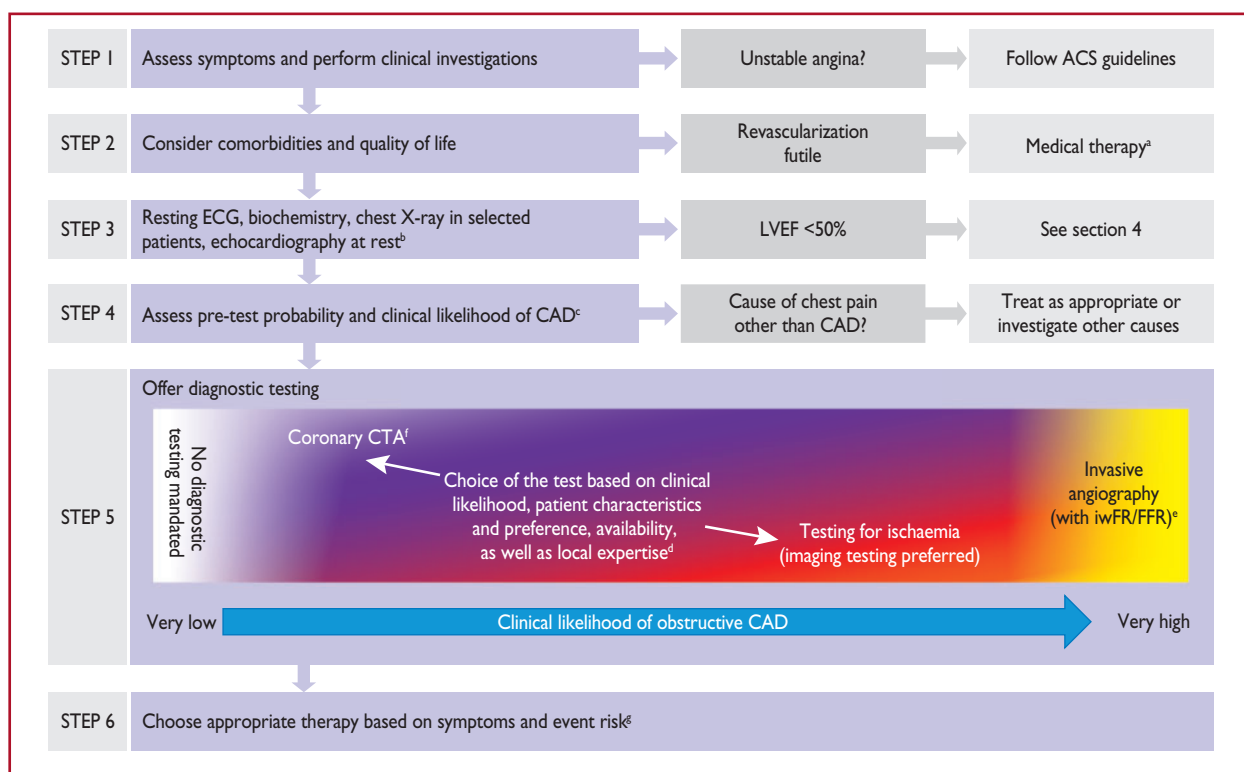 STEP 1
Assess symptoms and perform clinical investigations
Unstable angina?
Follow ACS guidelines
STEP 2
Consider comorbidities and quality of life
Revascularization
futile
Medical therapyᵃ
STEP 3
Resting ECG, biochemistry, chest X-ray in selected
patients, echocardiography at restᵇ
LVEF <50%
See section 4
STEP 4
Assess pre-test probability and clinical likelihood of CADᶜ
Cause of chest pain
other than CAD?
Treat as appropriate or
investigate other causes
STEP 5
Offer diagnostic testing
No diagnostic
testing mandated
Coronary CTAᶠ
Choice of the test based on clinical
likelihood, patient characteristics
and preference, availability,
as well as local expertiseᵈ
Testing for ischaemia
(imaging testing preferred)
Invasive
angiography
(with iwFR/FFR)ᵉ
Very low
Clinical likelihood of obstructive CAD
Very high
STEP 6
Choose appropriate therapy based on symptoms and event riskᵍ